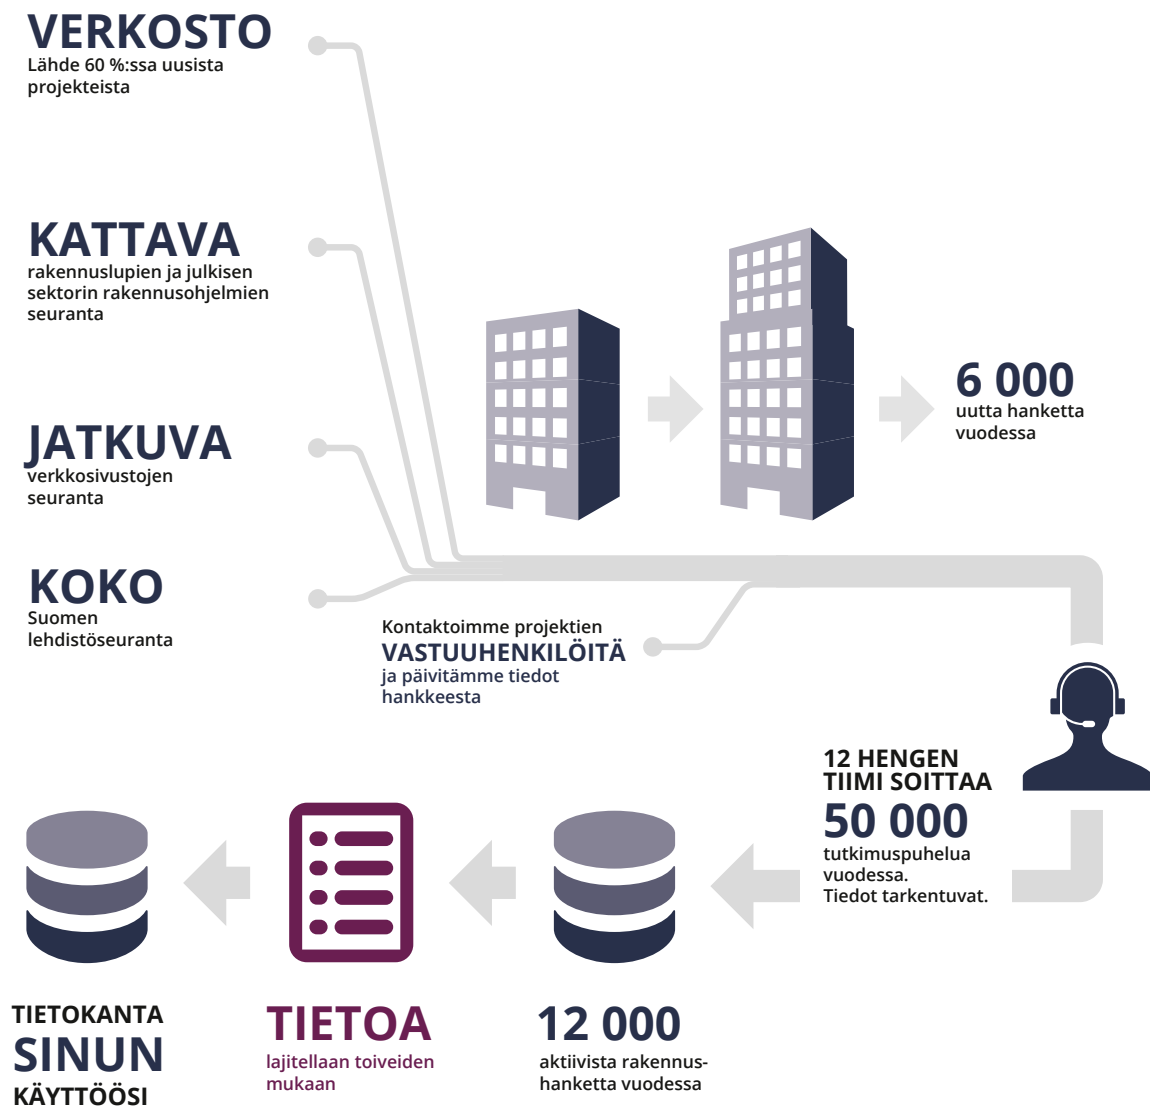 VERKOSTO
Lähde 60 %:ssa uusista
projekteista
KATTAVA
rakennuslupien ja julkisen
sektorin rakennusohjelmien
seuranta
JATKUVA
verkkosivustojen
seuranta
KOKO
Suomen
lehdistöseuranta
6 000
uutta hanketta
vuodessa
Kontaktoimme projektien
VASTUUHENKILÖITÄ
ja päivitämme tiedot
hankkeesta
12 HENGEN
TIIMI SOITTAA
50 000
tutkimuspuhelua
vuodessa.
Tiedot tarkentuvat.
12 000
aktiivista rakennus-
hanketta vuodessa
TIETOA
lajitellaan toiveiden
mukaan
TIETOKANTA
SINUN
KÄYTTÖÖSI